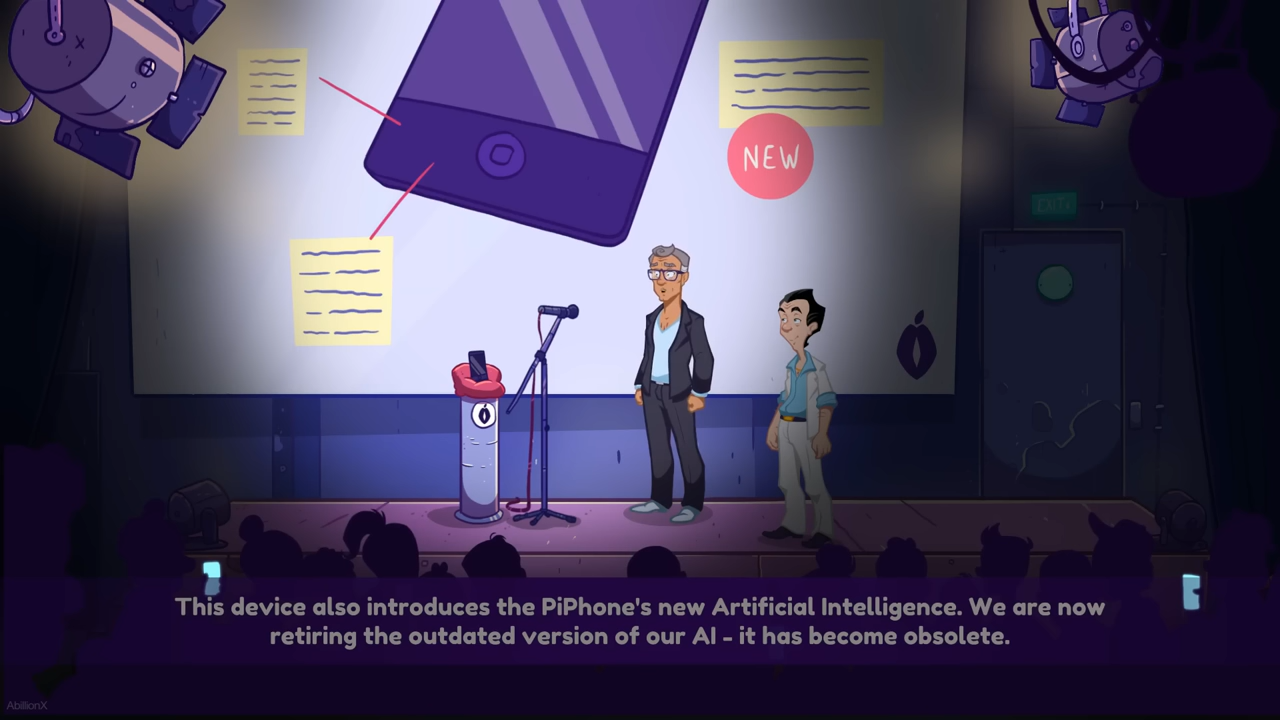 NEW
EXIT
This device also introduces the PiPhone's new Artificial Intelligence. We are now
retiring the outdated version of our AI - it has become obsolete.
AbillionX